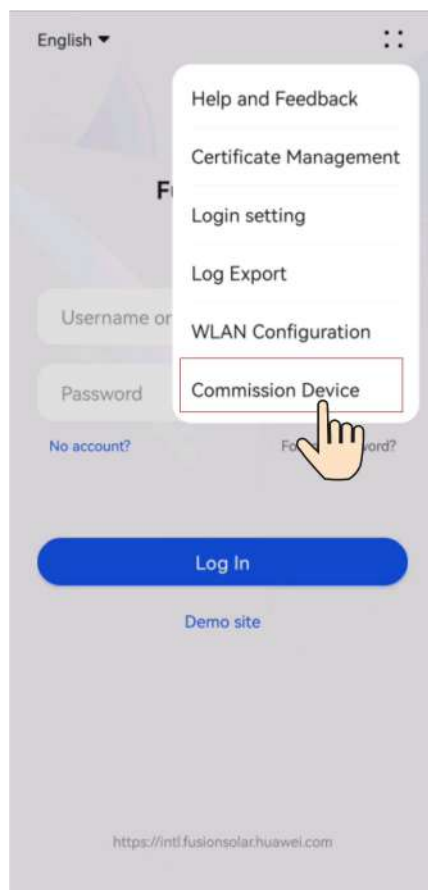 English
Help and Feedback
Certificate Management
Login setting
Log Export
Username or
WLAN Configuration
Password
Commission Device
No account?
Log In
Demo site
https://intl.fusionsolar.huawei.com